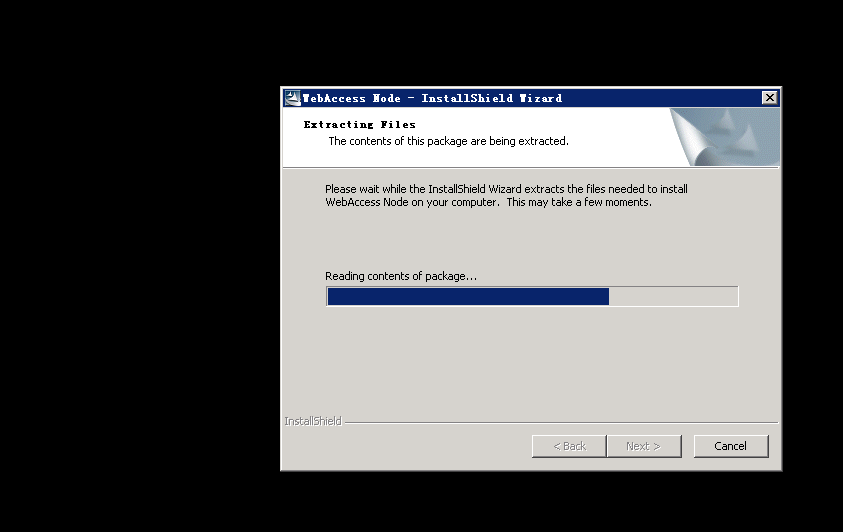 WebAccess Node - InstallShield Wizard
Extracting Files
The contents of this package are being extracted.
Please wait while the InstallShield Wizard extracts the files needed to install
WebAccess Node on your computer.  This may take a few moments.
Reading contents of package...
InstallShield
< Back
Next >
Cancel